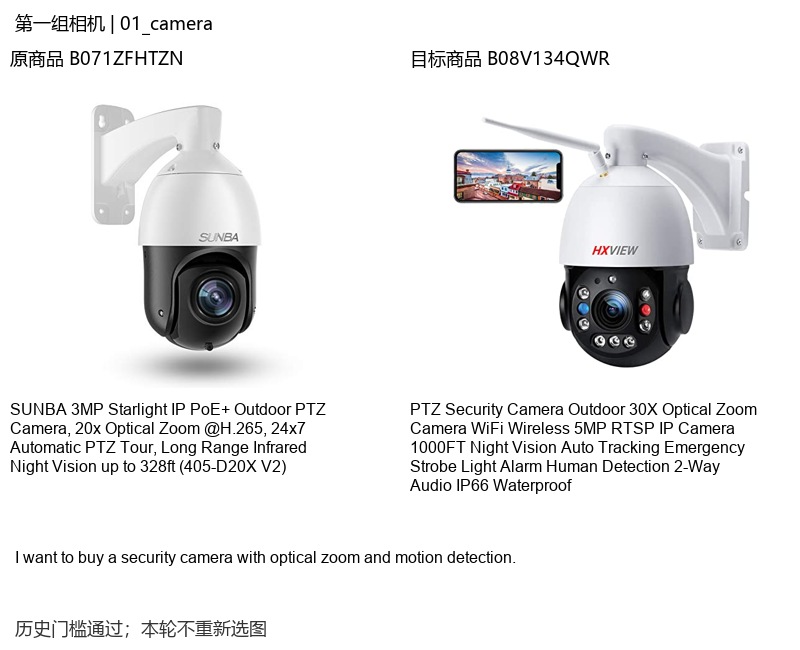 第一组相机 | 01_camera
原商品 B071ZFHTZN
目标商品 B08V134QWR
SUNBA
HXVIEW
SUNBA 3MP Starlight IP PoE+ Outdoor PTZ
Camera, 20x Optical Zoom @H.265, 24x7
Automatic PTZ Tour, Long Range Infrared
Night Vision up to 328ft (405-D20X V2)
PTZ Security Camera Outdoor 30X Optical Zoom
Camera WiFi Wireless 5MP RTSP IP Camera
1000FT Night Vision Auto Tracking Emergency
Strobe Light Alarm Human Detection 2-Way
Audio IP66 Waterproof
I want to buy a security camera with optical zoom and motion detection.
历史门槛通过；本轮不重新选图